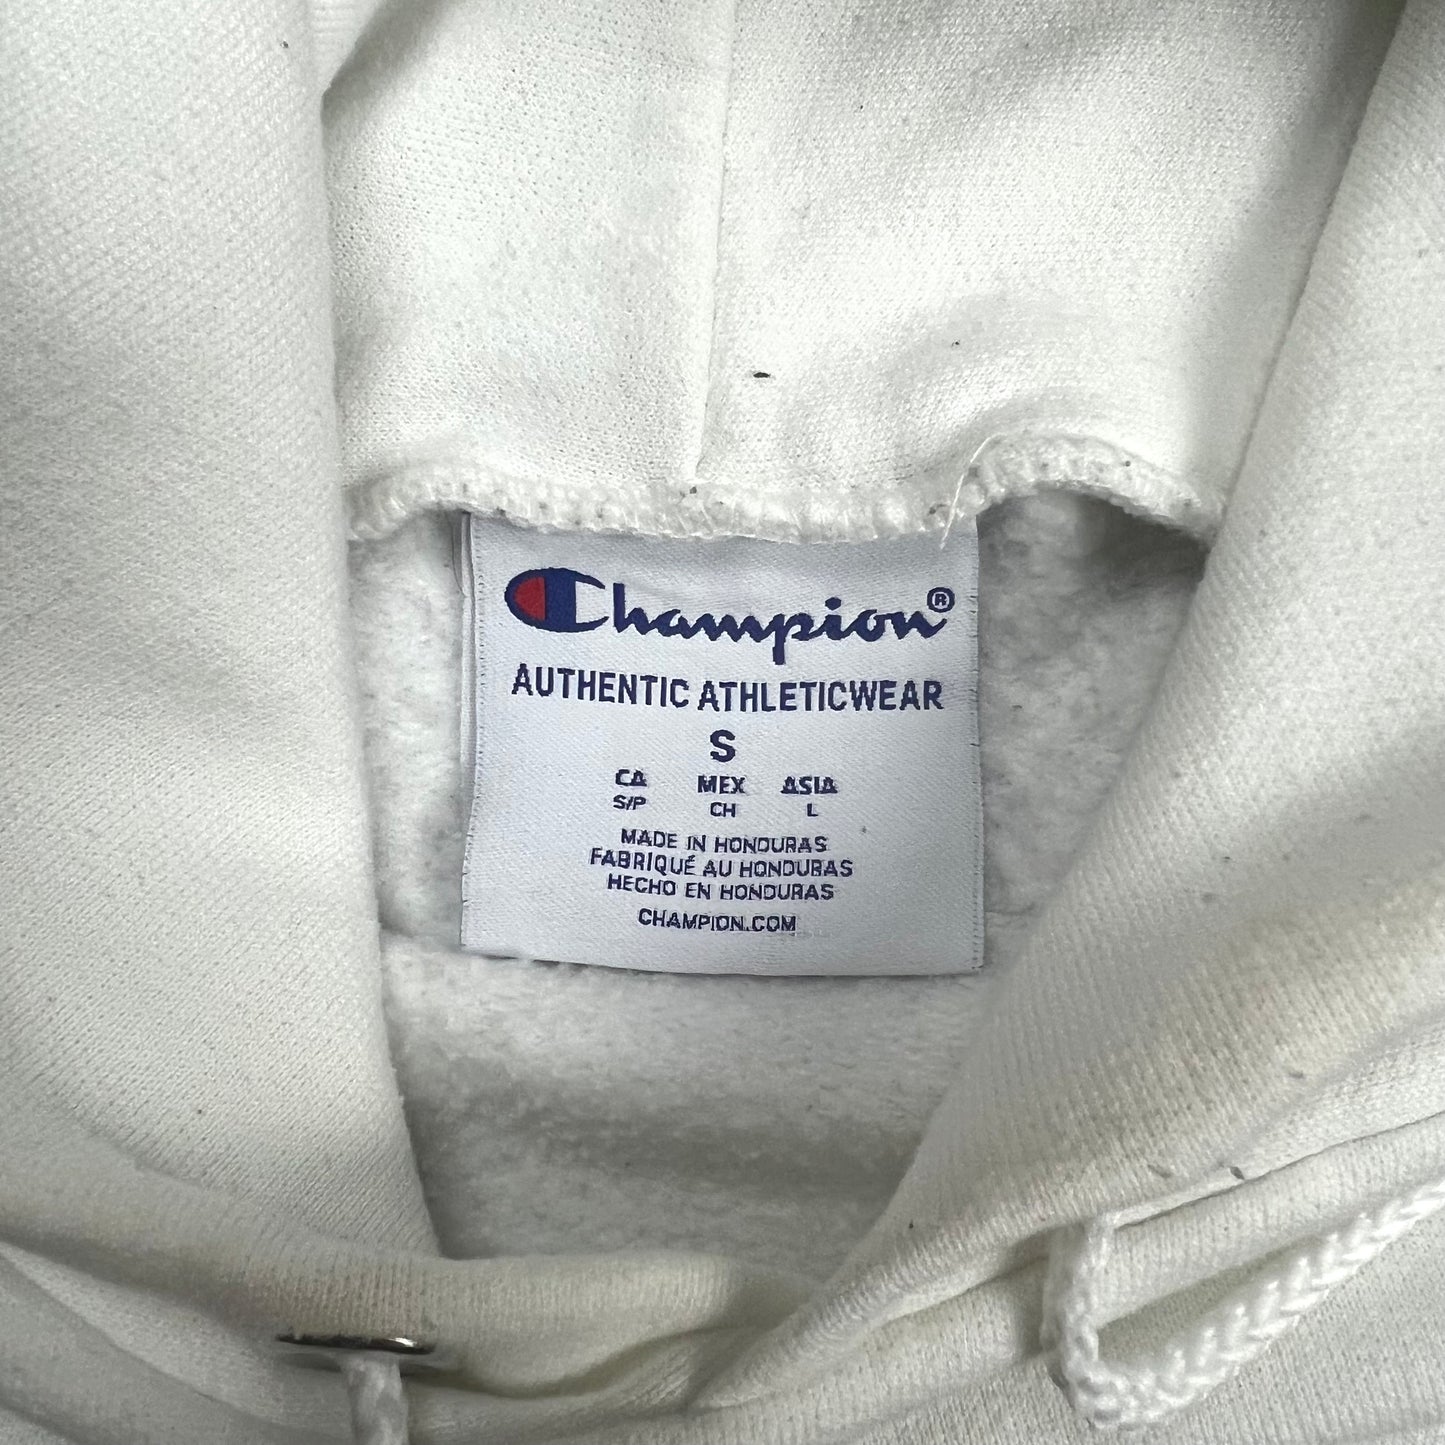 Champion®
AUTHENTIC ATHLETICWEAR
S
CA MEX ASIA
S/P CH L
MADE IN HONDURAS
FABRIQUÉ AU HONDURAS
HECHO EN HONDURAS
CHAMPION.COM